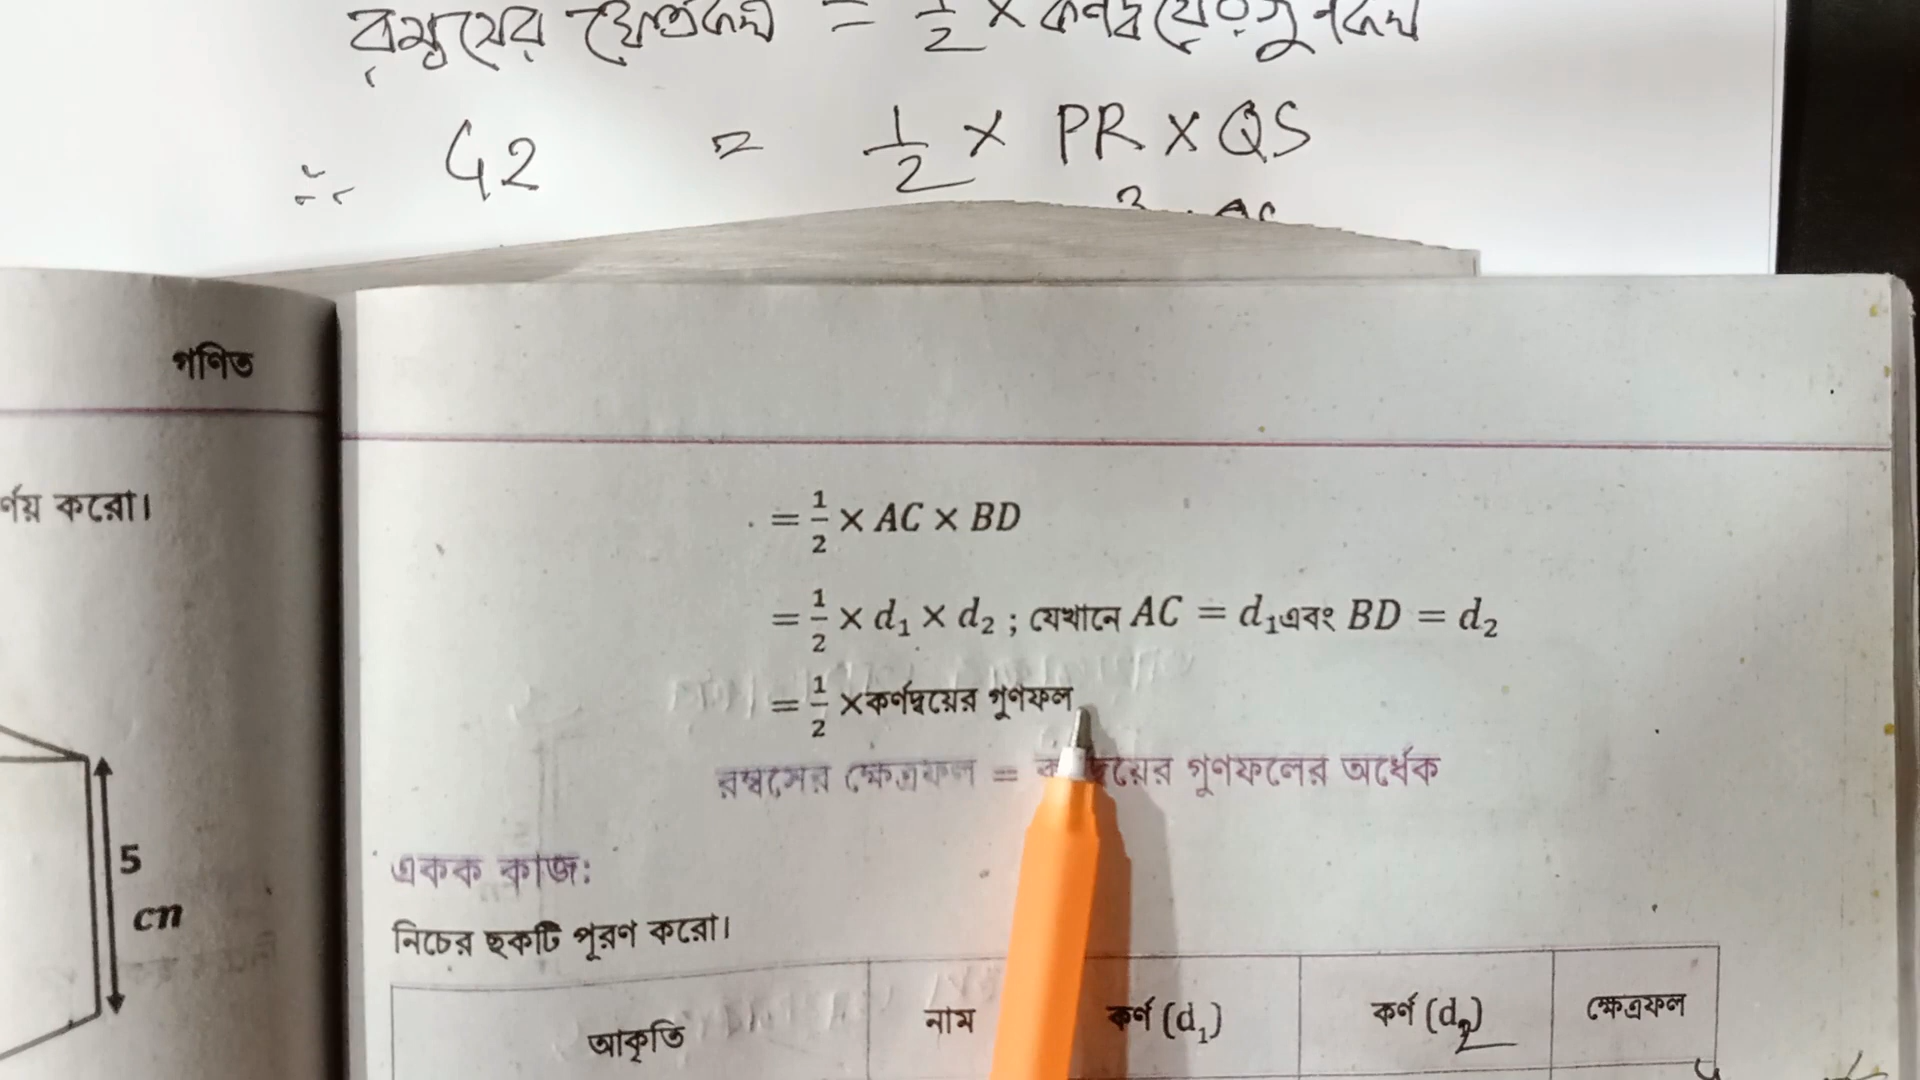 রম্বসের ক্ষেত্রফল = 1/2 × কর্ণদ্বয়ের গুণফল
∴ 42 = 1/2 × PR × QS
গণিত
র্ণয় করো।
= 1/2 × AC × BD
= 1/2 × d₁ × d₂ ; যেখানে AC = d₁এবং BD = d₂
= 1/2 ×কর্ণদ্বয়ের গুণফল
রম্বসের ক্ষেত্রফল = দ্বয়ের গুণফলের অর্ধেক
5
cm
একক কাজ:
নিচের ছকটি পূরণ করো।
আকৃতি নাম কর্ণ (d₁) কর্ণ (d₂) ক্ষেত্রফল